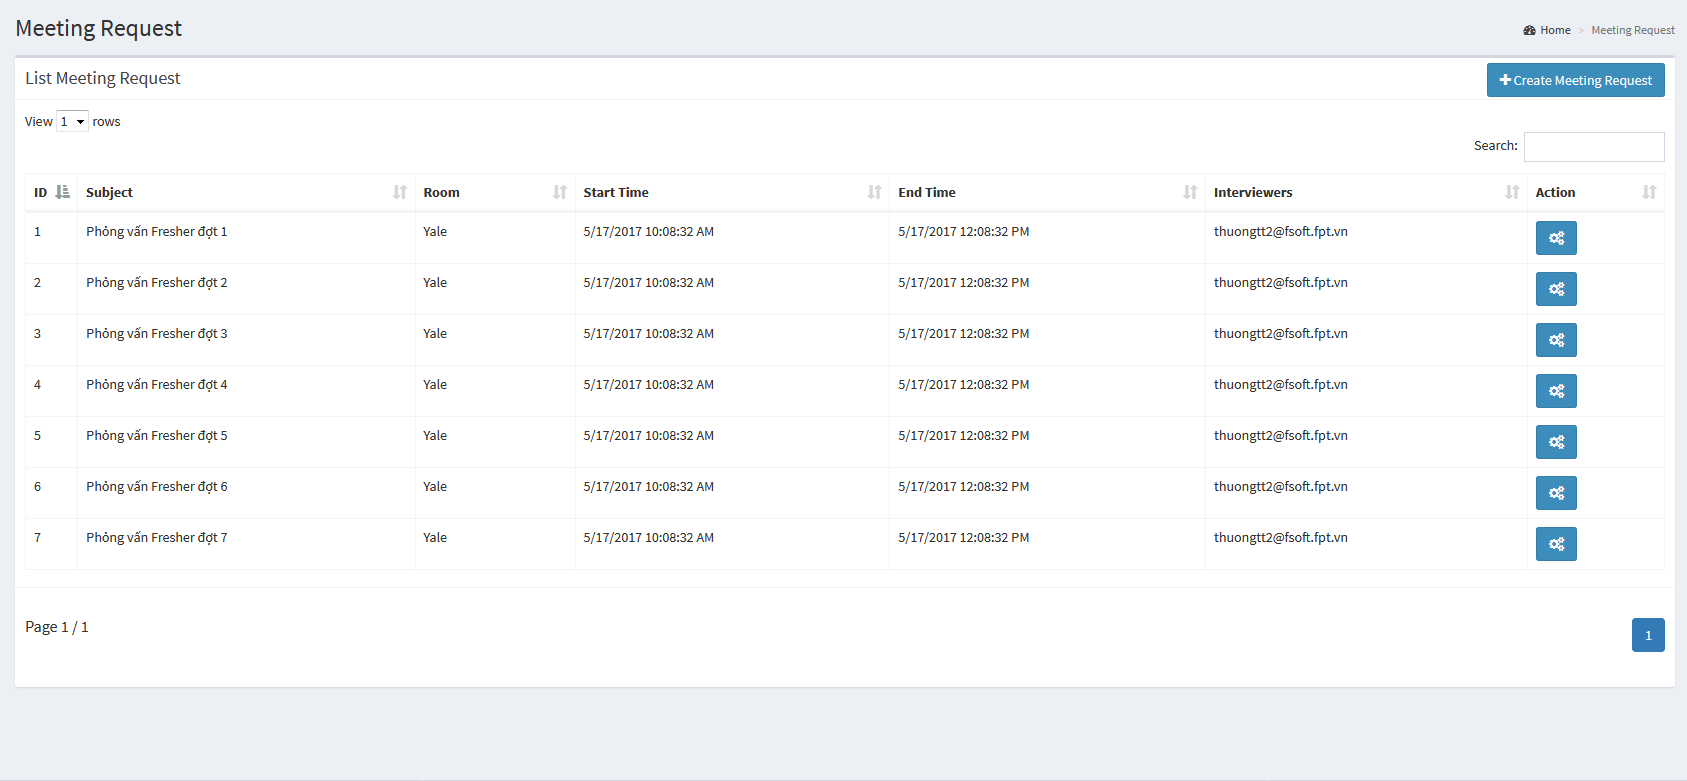 Meeting Request
Home > Meeting Request
List Meeting Request
Create Meeting Request
View 1 rows
Search:
ID Subject Room Start Time End Time Interviewers Action
1 Phỏng vấn Fresher đợt 1 Yale 5/17/2017 10:08:32 AM 5/17/2017 12:08:32 PM thuongtt2@fsoft.fpt.vn
2 Phỏng vấn Fresher đợt 2 Yale 5/17/2017 10:08:32 AM 5/17/2017 12:08:32 PM thuongtt2@fsoft.fpt.vn
3 Phỏng vấn Fresher đợt 3 Yale 5/17/2017 10:08:32 AM 5/17/2017 12:08:32 PM thuongtt2@fsoft.fpt.vn
4 Phỏng vấn Fresher đợt 4 Yale 5/17/2017 10:08:32 AM 5/17/2017 12:08:32 PM thuongtt2@fsoft.fpt.vn
5 Phỏng vấn Fresher đợt 5 Yale 5/17/2017 10:08:32 AM 5/17/2017 12:08:32 PM thuongtt2@fsoft.fpt.vn
6 Phỏng vấn Fresher đợt 6 Yale 5/17/2017 10:08:32 AM 5/17/2017 12:08:32 PM thuongtt2@fsoft.fpt.vn
7 Phỏng vấn Fresher đợt 7 Yale 5/17/2017 10:08:32 AM 5/17/2017 12:08:32 PM thuongtt2@fsoft.fpt.vn
Page 1 / 1
1